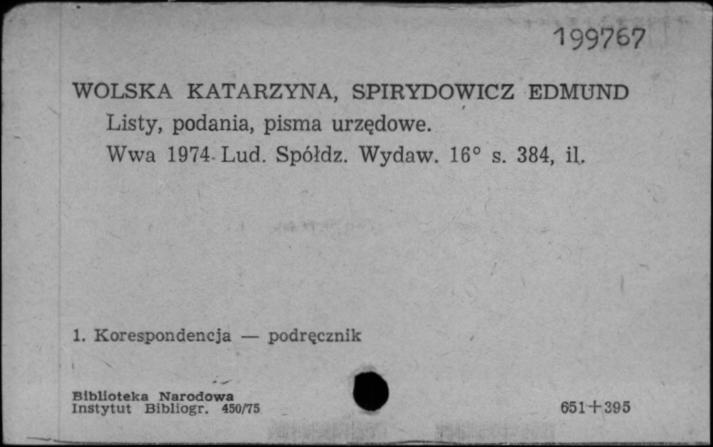 199767
WOLSKA KATARZYNA, SPIRYDOWICZ EDMUND
Listy, podania, pisma urzędowe.
Wwa 1974 Lud. Spółdz. Wydaw. 16° s. 384, il.
1. Korespondencja — podręcznik
Biblioteka Narodowa
Instytut Bibliogr. 450/75
651+395